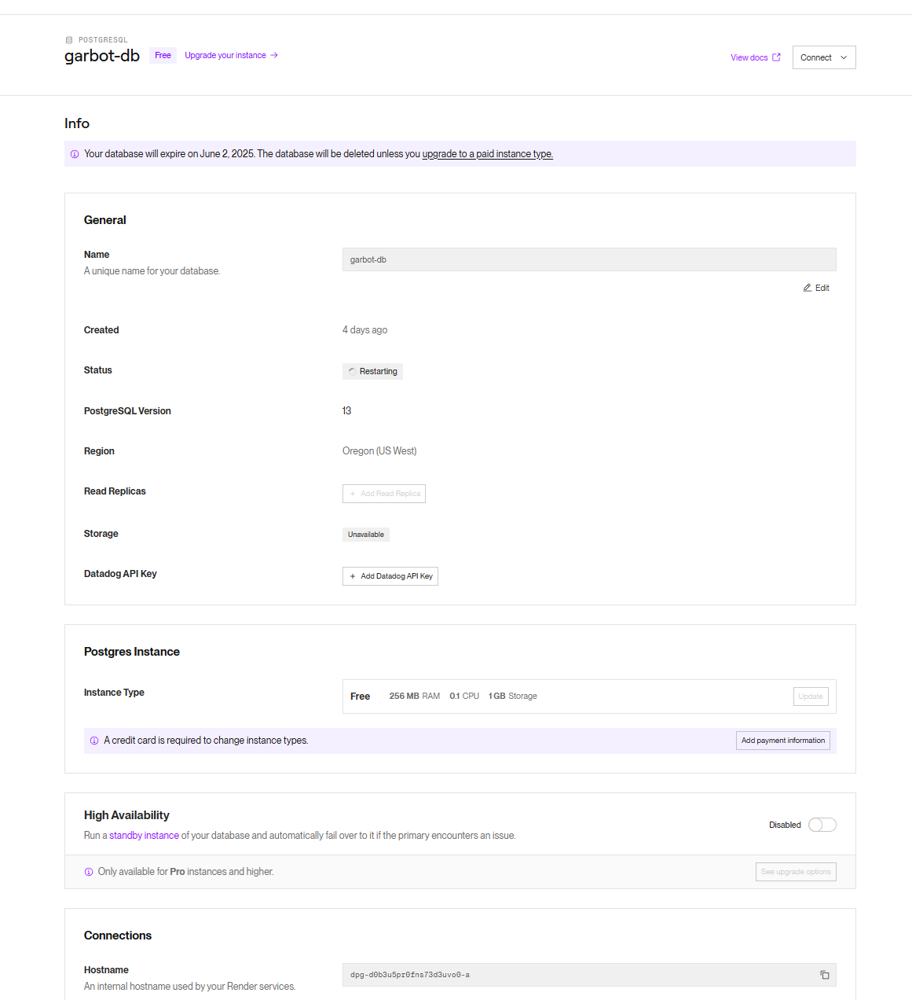 POSTGRESQL
garbot-db Free Upgrade your instance →
View docs Connect
Info
Your database will expire on June 2, 2025. The database will be deleted unless you upgrade to a paid instance type.
General
Name
A unique name for your database.
garbot-db
Edit
Created 4 days ago
Status Restarting
PostgreSQL Version 13
Region Oregon (US West)
Read Replicas + Add Read Replica
Storage Unavailable
Datadog API Key + Add Datadog API Key
Postgres Instance
Instance Type Free 256 MB RAM 0.1 CPU 1 GB Storage Update
A credit card is required to change instance types. Add payment information
High Availability
Run a standby instance of your database and automatically fail over to it if the primary encounters an issue.
Disabled
Only available for Pro instances and higher. See upgrade options
Connections
Hostname
An internal hostname used by your Render services.
dpg-d0b3u5pr0fns73d3uvo0-a